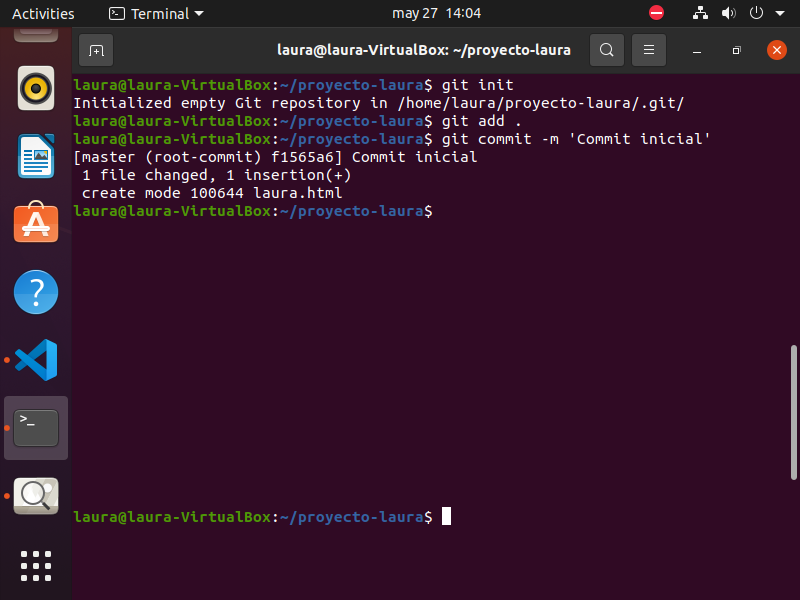 Activities Terminal may 27 14:04
laura@laura-VirtualBox: ~/proyecto-laura
laura@laura-VirtualBox:~/proyecto-laura$ git init
Initialized empty Git repository in /home/laura/proyecto-laura/.git/
laura@laura-VirtualBox:~/proyecto-laura$ git add .
laura@laura-VirtualBox:~/proyecto-laura$ git commit -m 'Commit inicial'
[master (root-commit) f1565a6] Commit inicial
 1 file changed, 1 insertion(+)
 create mode 100644 laura.html
laura@laura-VirtualBox:~/proyecto-laura$
laura@laura-VirtualBox:~/proyecto-laura$